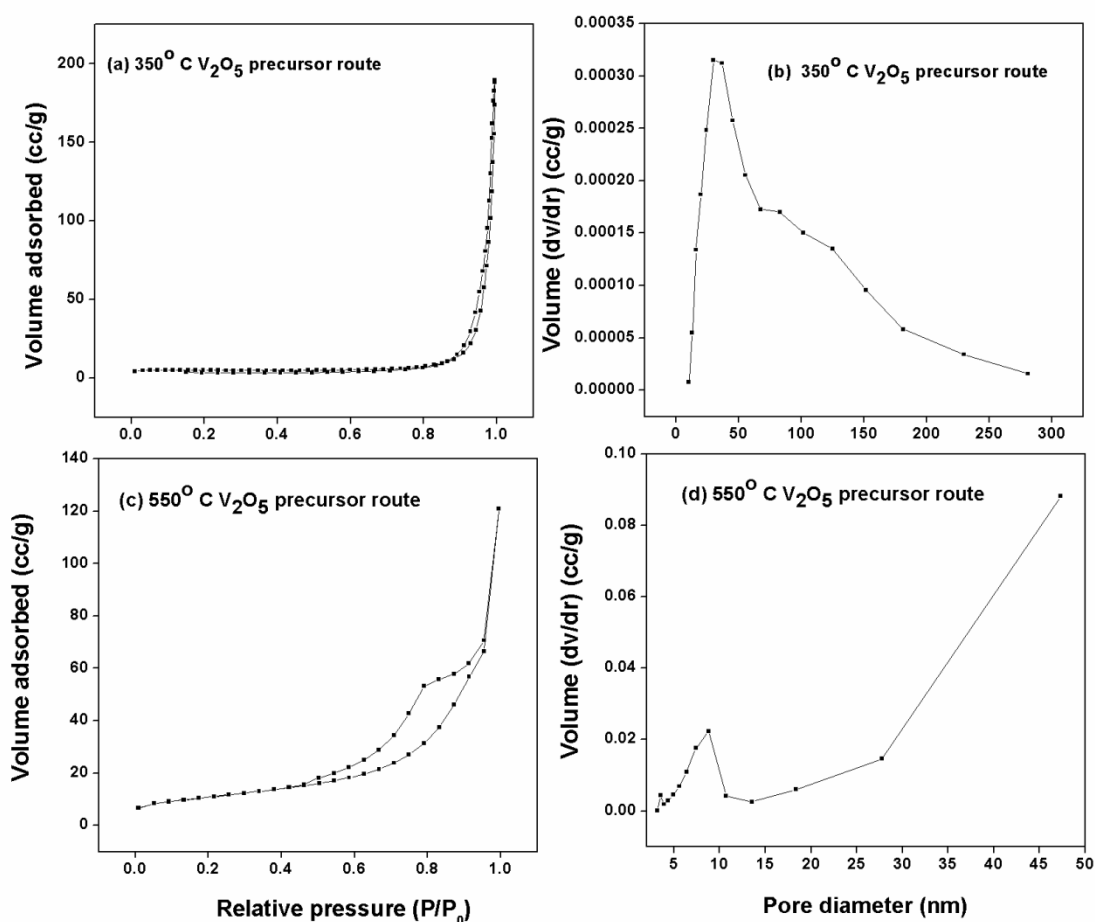 (a) 350⁰ C V₂O₅ precursor route
Volume adsorbed (cc/g)
200
150
100
50
0
0.0 0.2 0.4 0.6 0.8 1.0
(b) 350⁰ C V₂O₅ precursor route
Volume (dv/dr) (cc/g)
0.00035
0.00030
0.00025
0.00020
0.00015
0.00010
0.00005
0.00000
0 50 100 150 200 250 300
(c) 550⁰ C V₂O₅ precursor route
Volume adsorbed (cc/g)
140
120
100
80
60
40
20
0
0.0 0.2 0.4 0.6 0.8 1.0
Relative pressure (P/P₀)
(d) 550⁰ C V₂O₅ precursor route
Volume (dv/dr) (cc/g)
0.10
0.08
0.06
0.04
0.02
0.00
5 10 15 20 25 30 35 40 45 50
Pore diameter (nm)